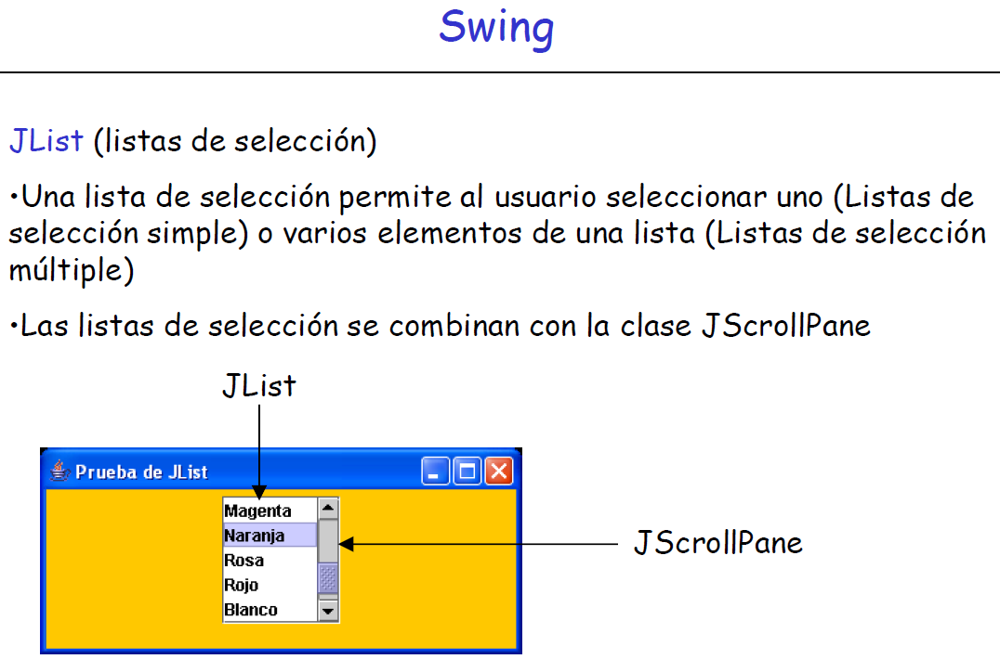 Swing
JList (listas de selección)
•Una lista de selección permite al usuario seleccionar uno (Listas de
selección simple) o varios elementos de una lista (Listas de selección
múltiple)
•Las listas de selección se combinan con la clase JScrollPane
JList
Prueba de JList
Magenta
Naranja
Rosa
Rojo
Blanco
JScrollPane